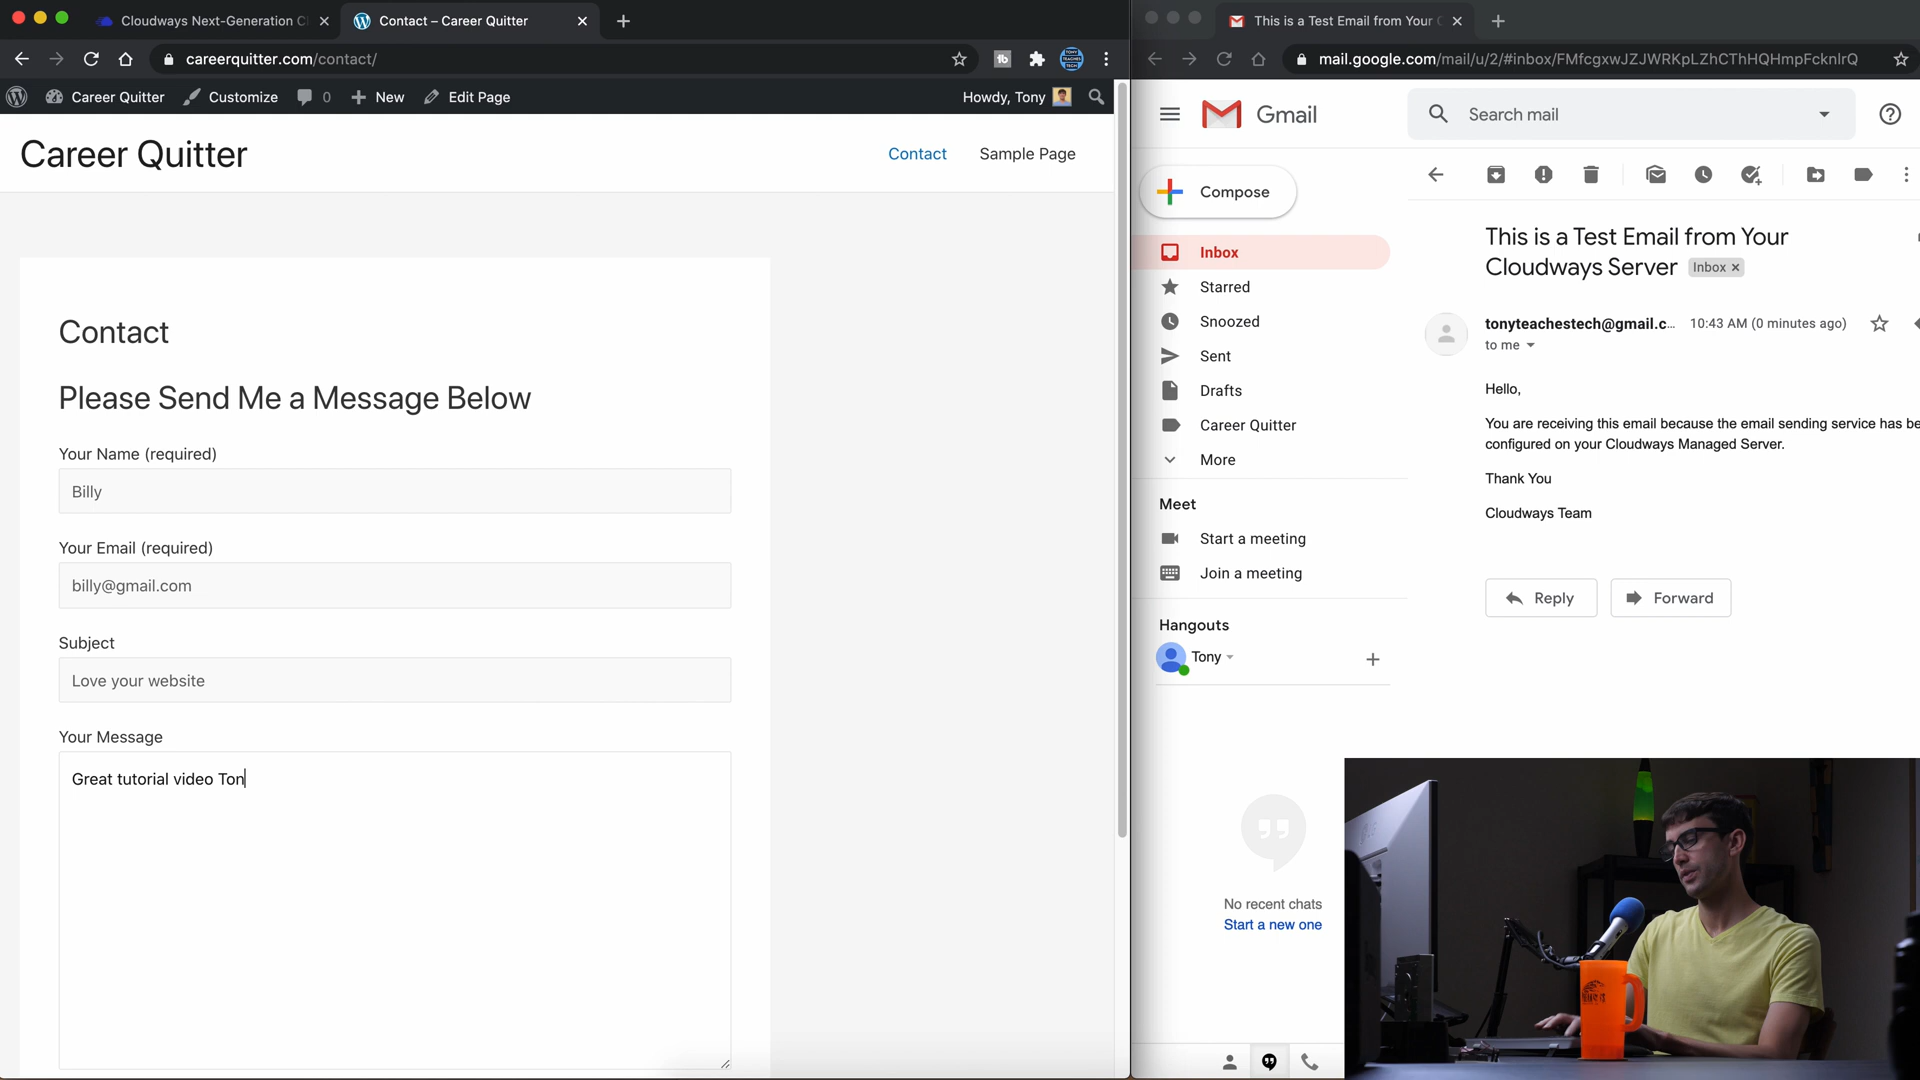 Cloudways Next-Generation C
Contact – Career Quitter
careerquitter.com/contact/
Career Quitter
Customize
0
New
Edit Page
Howdy, Tony
Career Quitter
Contact
Sample Page
Contact
Please Send Me a Message Below
Your Name (required)
Billy
Your Email (required)
billy@gmail.com
Subject
Love your website
Your Message
Great tutorial video Ton
This is a Test Email from Your
mail.google.com/mail/u/2/#inbox/FMfcgxwJZJWRKpLZhCThHQHmpFcknlrQ
Gmail
Search mail
Compose
Inbox
Starred
Snoozed
Sent
Drafts
Career Quitter
More
Meet
Start a meeting
Join a meeting
Hangouts
Tony
No recent chats
Start a new one
This is a Test Email from Your
Cloudways Server
Inbox ×
tonyteachestech@gmail.c...
10:43 AM (0 minutes ago)
to me
Hello,
You are receiving this email because the email sending service has be
configured on your Cloudways Managed Server.
Thank You
Cloudways Team
Reply
Forward